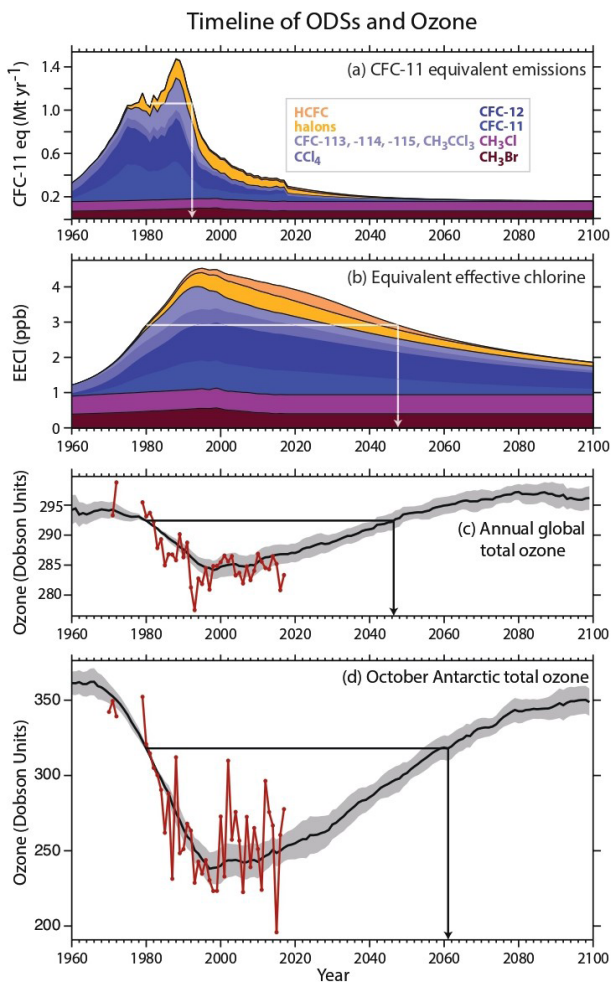 Timeline of ODSs and Ozone
(a) CFC-11 equivalent emissions
CFC-11 eq (Mt yr⁻¹)
1.4
1.0
0.6
0.2
HCFC
halons
CFC-113, -114, -115, CH₃CCl₃
CCl₄
CFC-12
CFC-11
CH₃Cl
CH₃Br
1960 1980 2000 2020 2040 2060 2080 2100
(b) Equivalent effective chlorine
EECl (ppb)
4
3
2
1
0
1960 1980 2000 2020 2040 2060 2080 2100
Ozone (Dobson Units)
295
290
285
280
(c) Annual global
total ozone
1960 1980 2000 2020 2040 2060 2080 2100
(d) October Antarctic total ozone
Ozone (Dobson Units)
350
300
250
200
1960 1980 2000 2020 2040 2060 2080 2100
Year